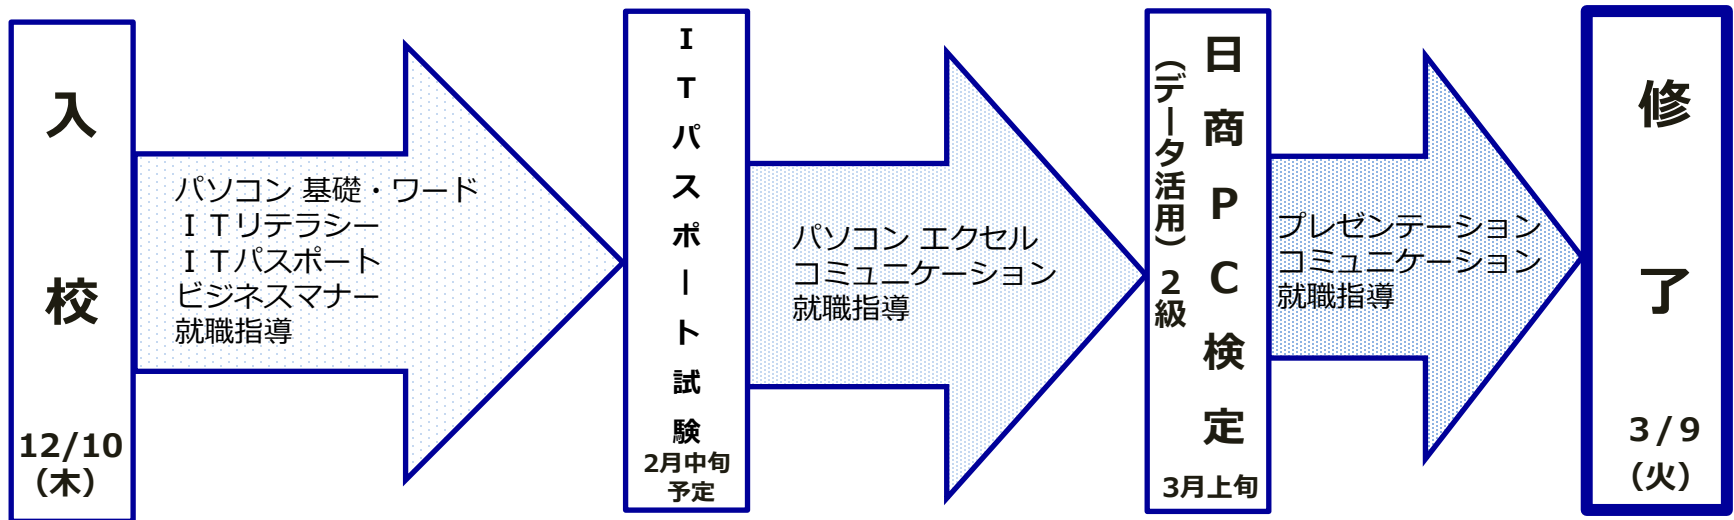 入校
12/10
（木）
パソコン 基礎・ワード
ＩＴリテラシー
ＩＴパスポート
ビジネスマナー
就職指導
ＩＴパスポート試験
2月中旬
予定
パソコン エクセル
コミュニケーション
就職指導
日商ＰＣ検定
（データ活用）２級
3月上旬
プレゼンテーション
コミュニケーション
就職指導
修了
３/９
（火）